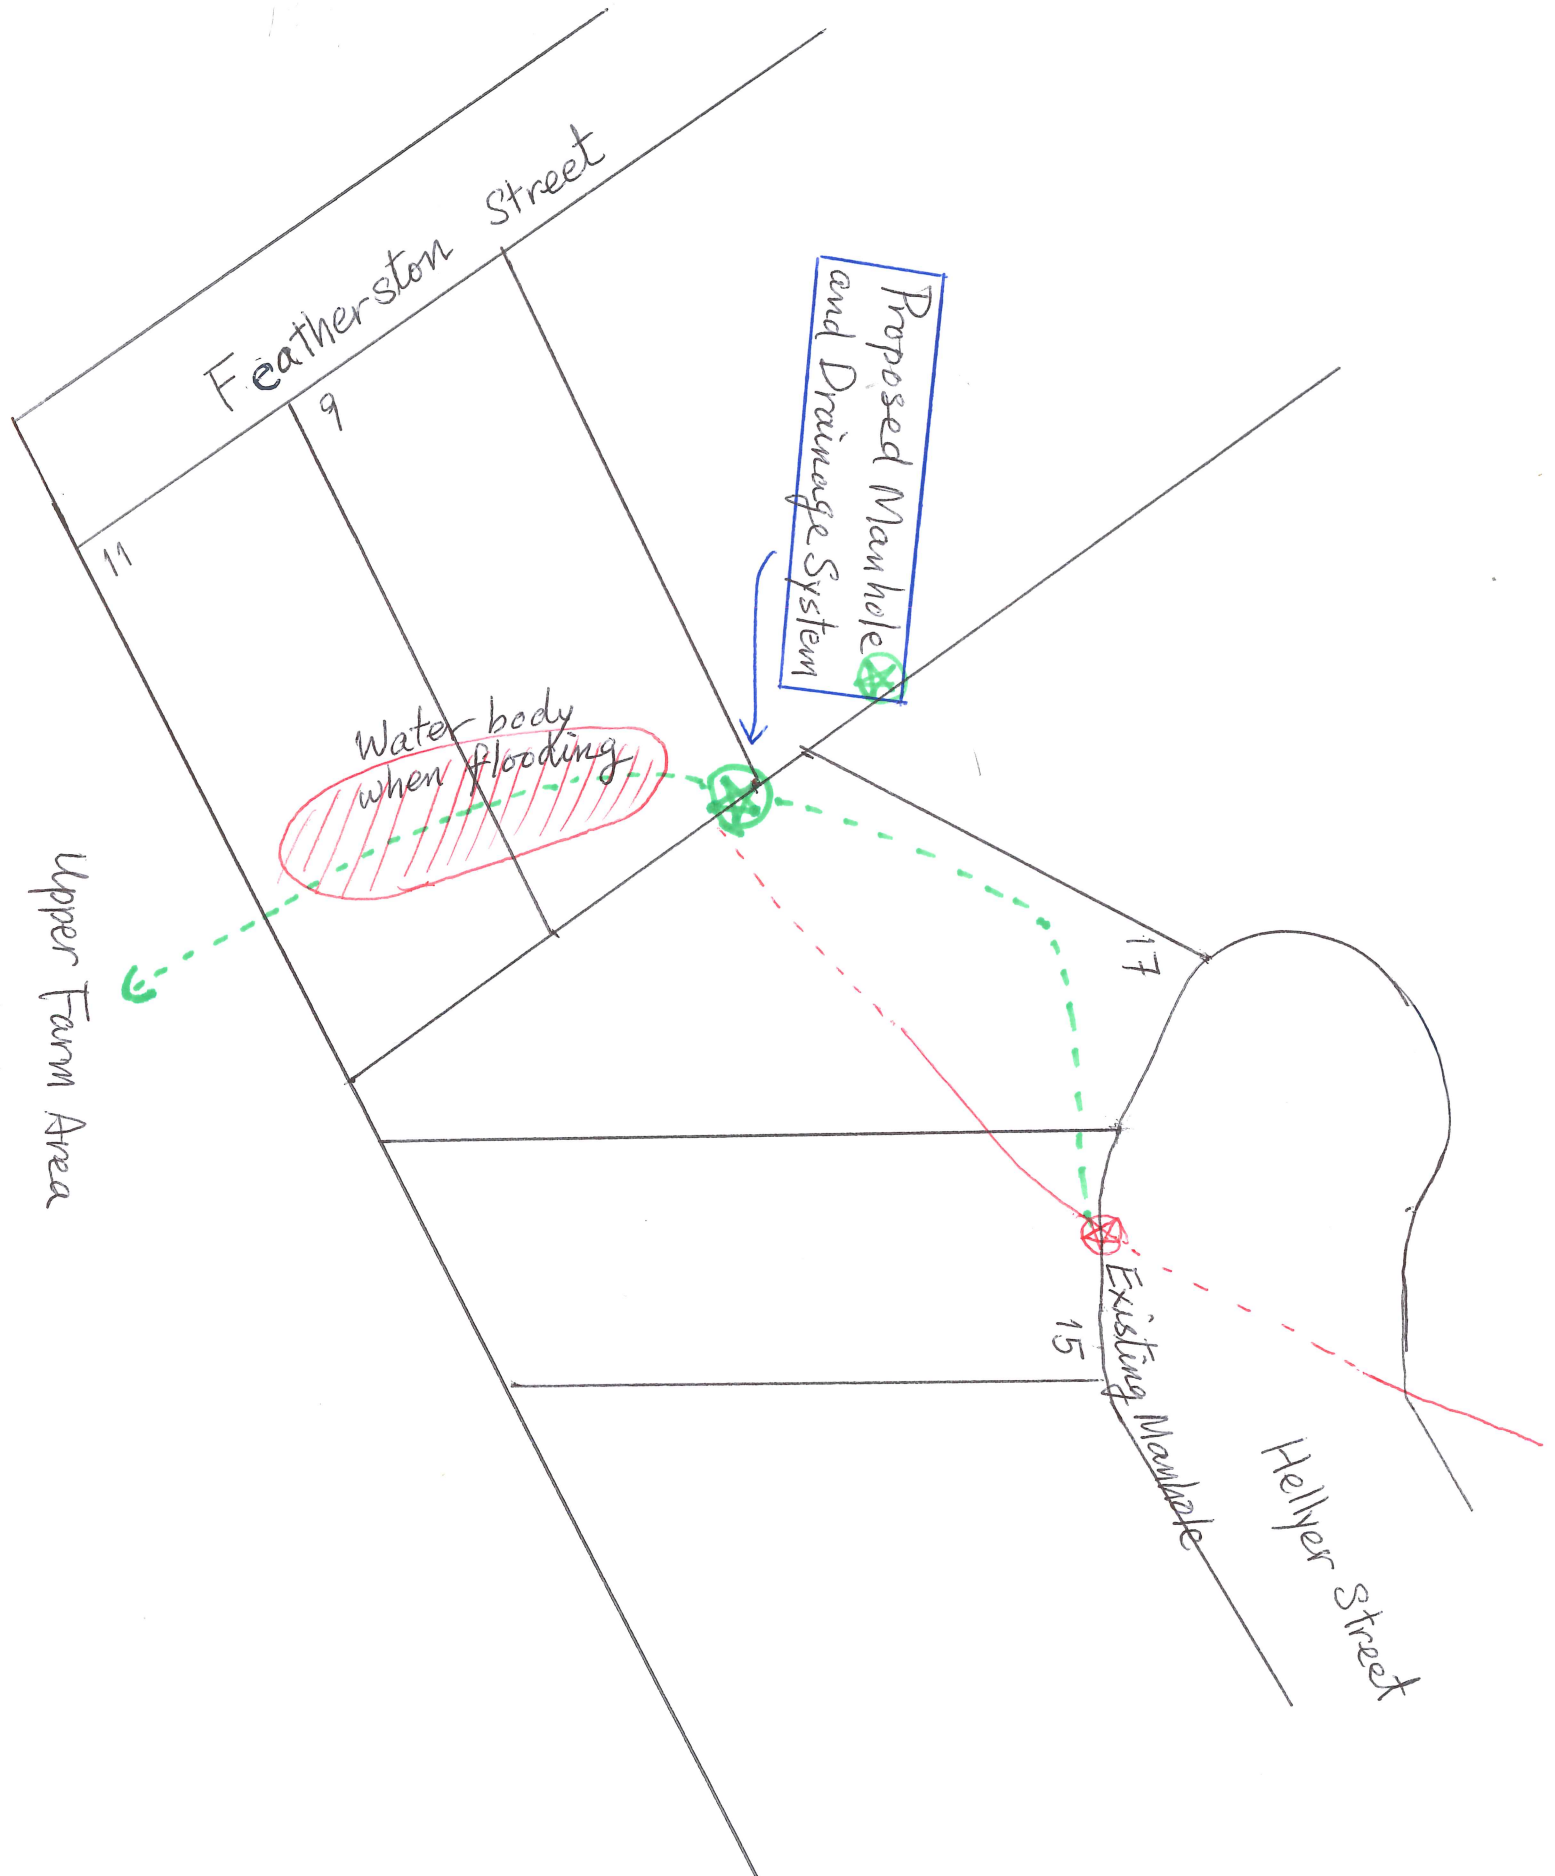 Featherston Street
9
11
Proposed Manhole
and Drainage System
Water body
when flooding
Upper Farm Area
17
Existing Manhole
15
Hellyer Street